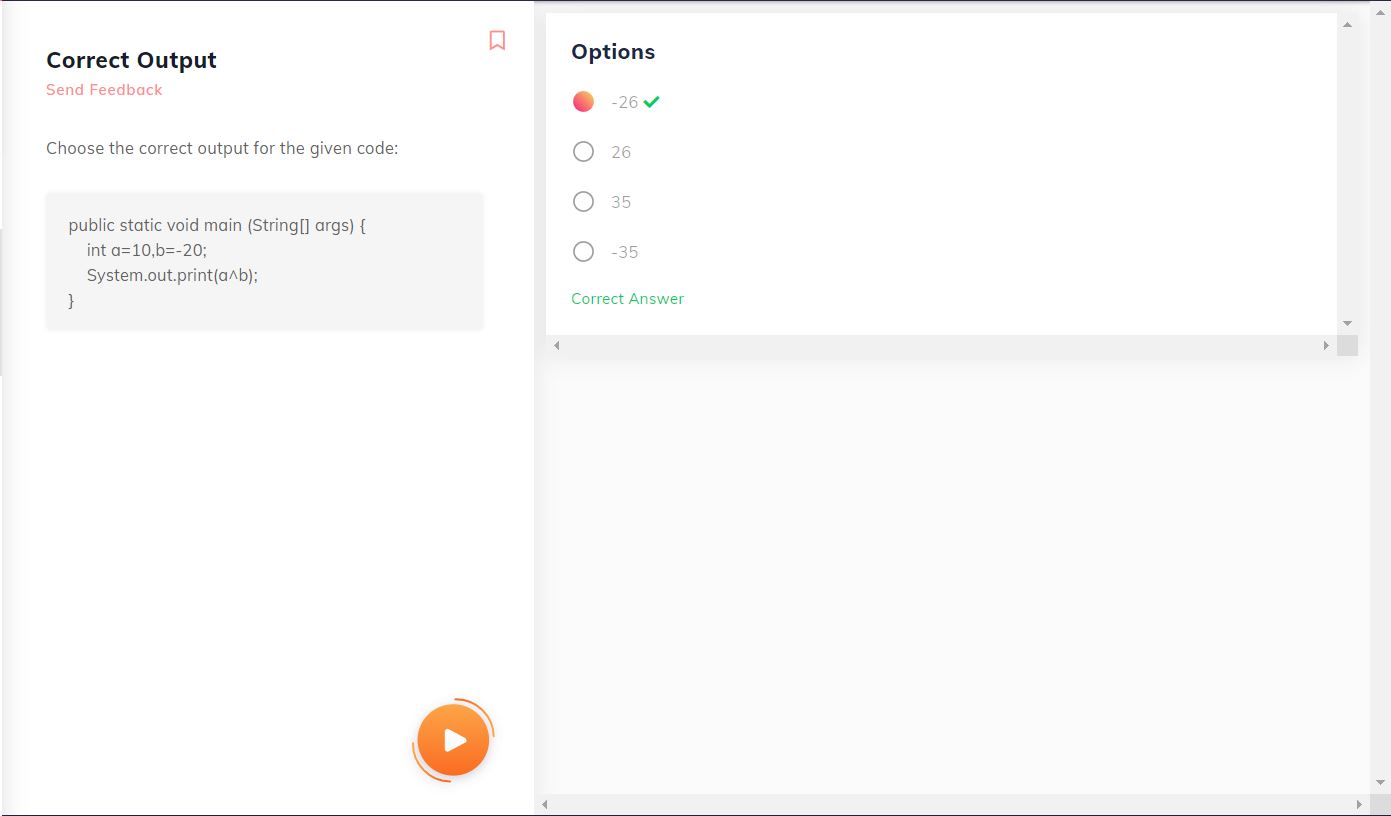 Correct Output
Send Feedback
Choose the correct output for the given code:
public static void main (String[] args) {
    int a=10,b=-20;
    System.out.print(a^b);
}
Options
-26
26
35
-35
Correct Answer